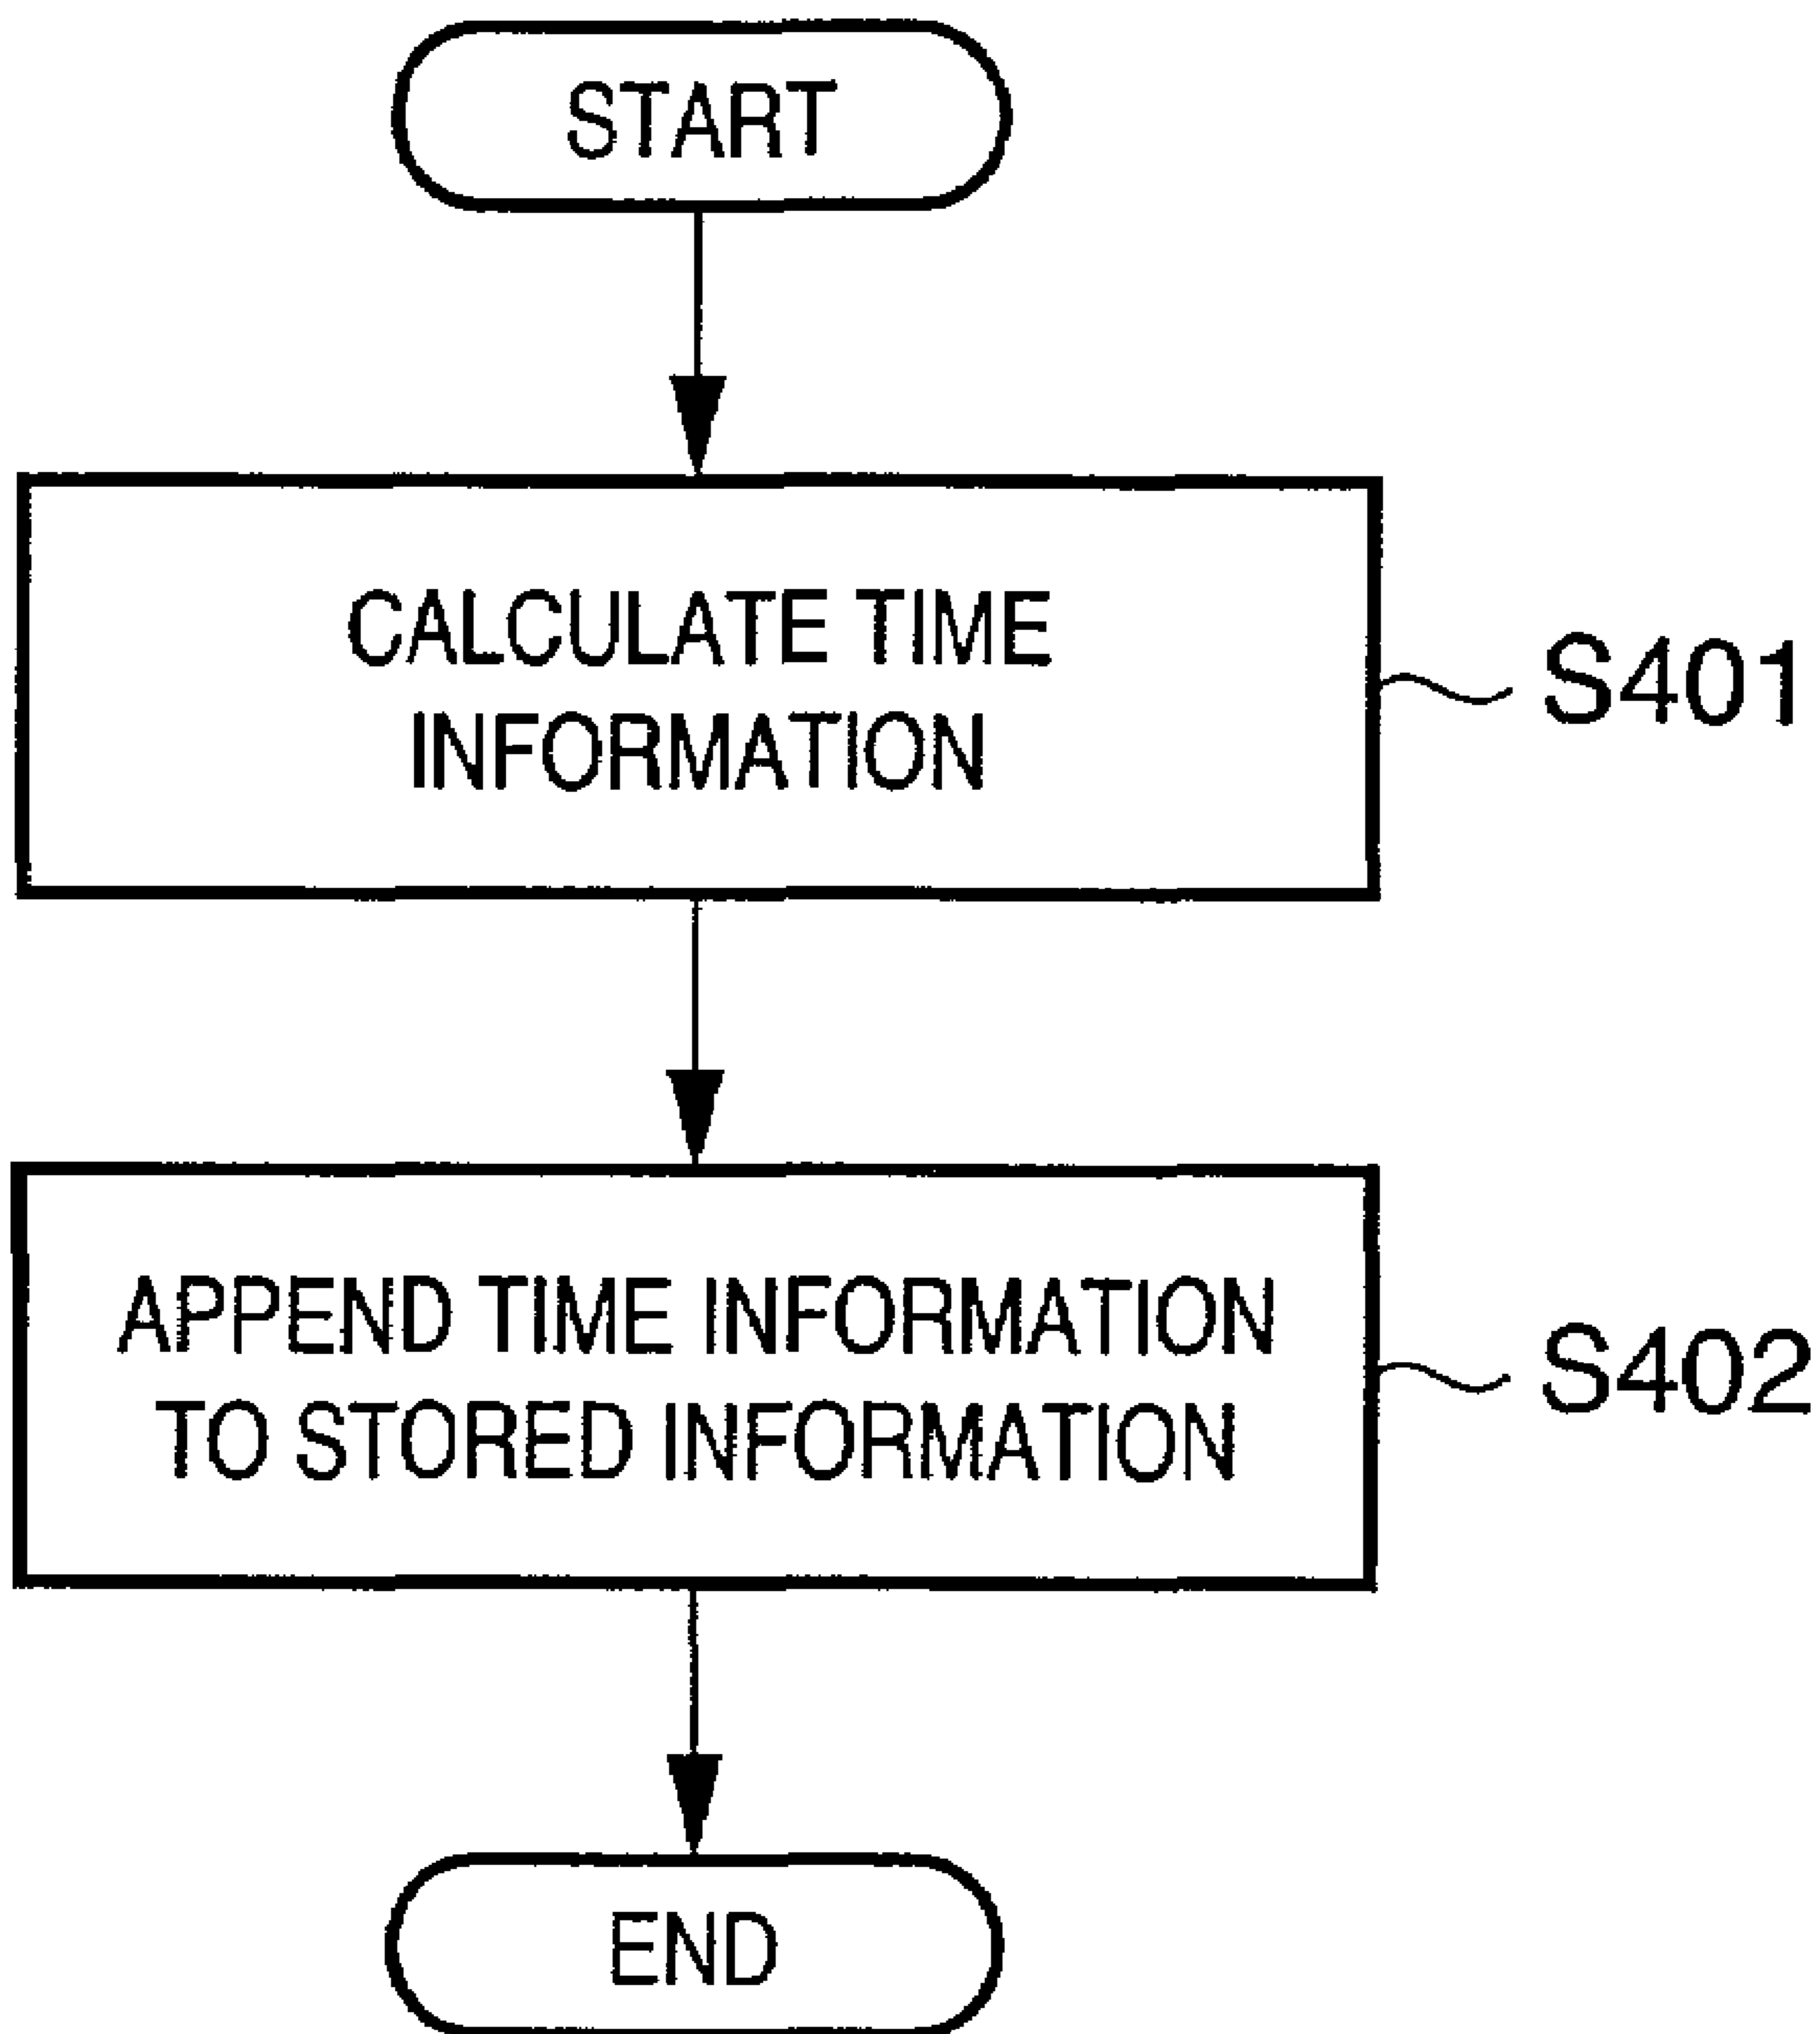 START
CALCULATE TIME
INFORMATION
S401
APPEND TIME INFORMATION
TO STORED INFORMATION
S402
END